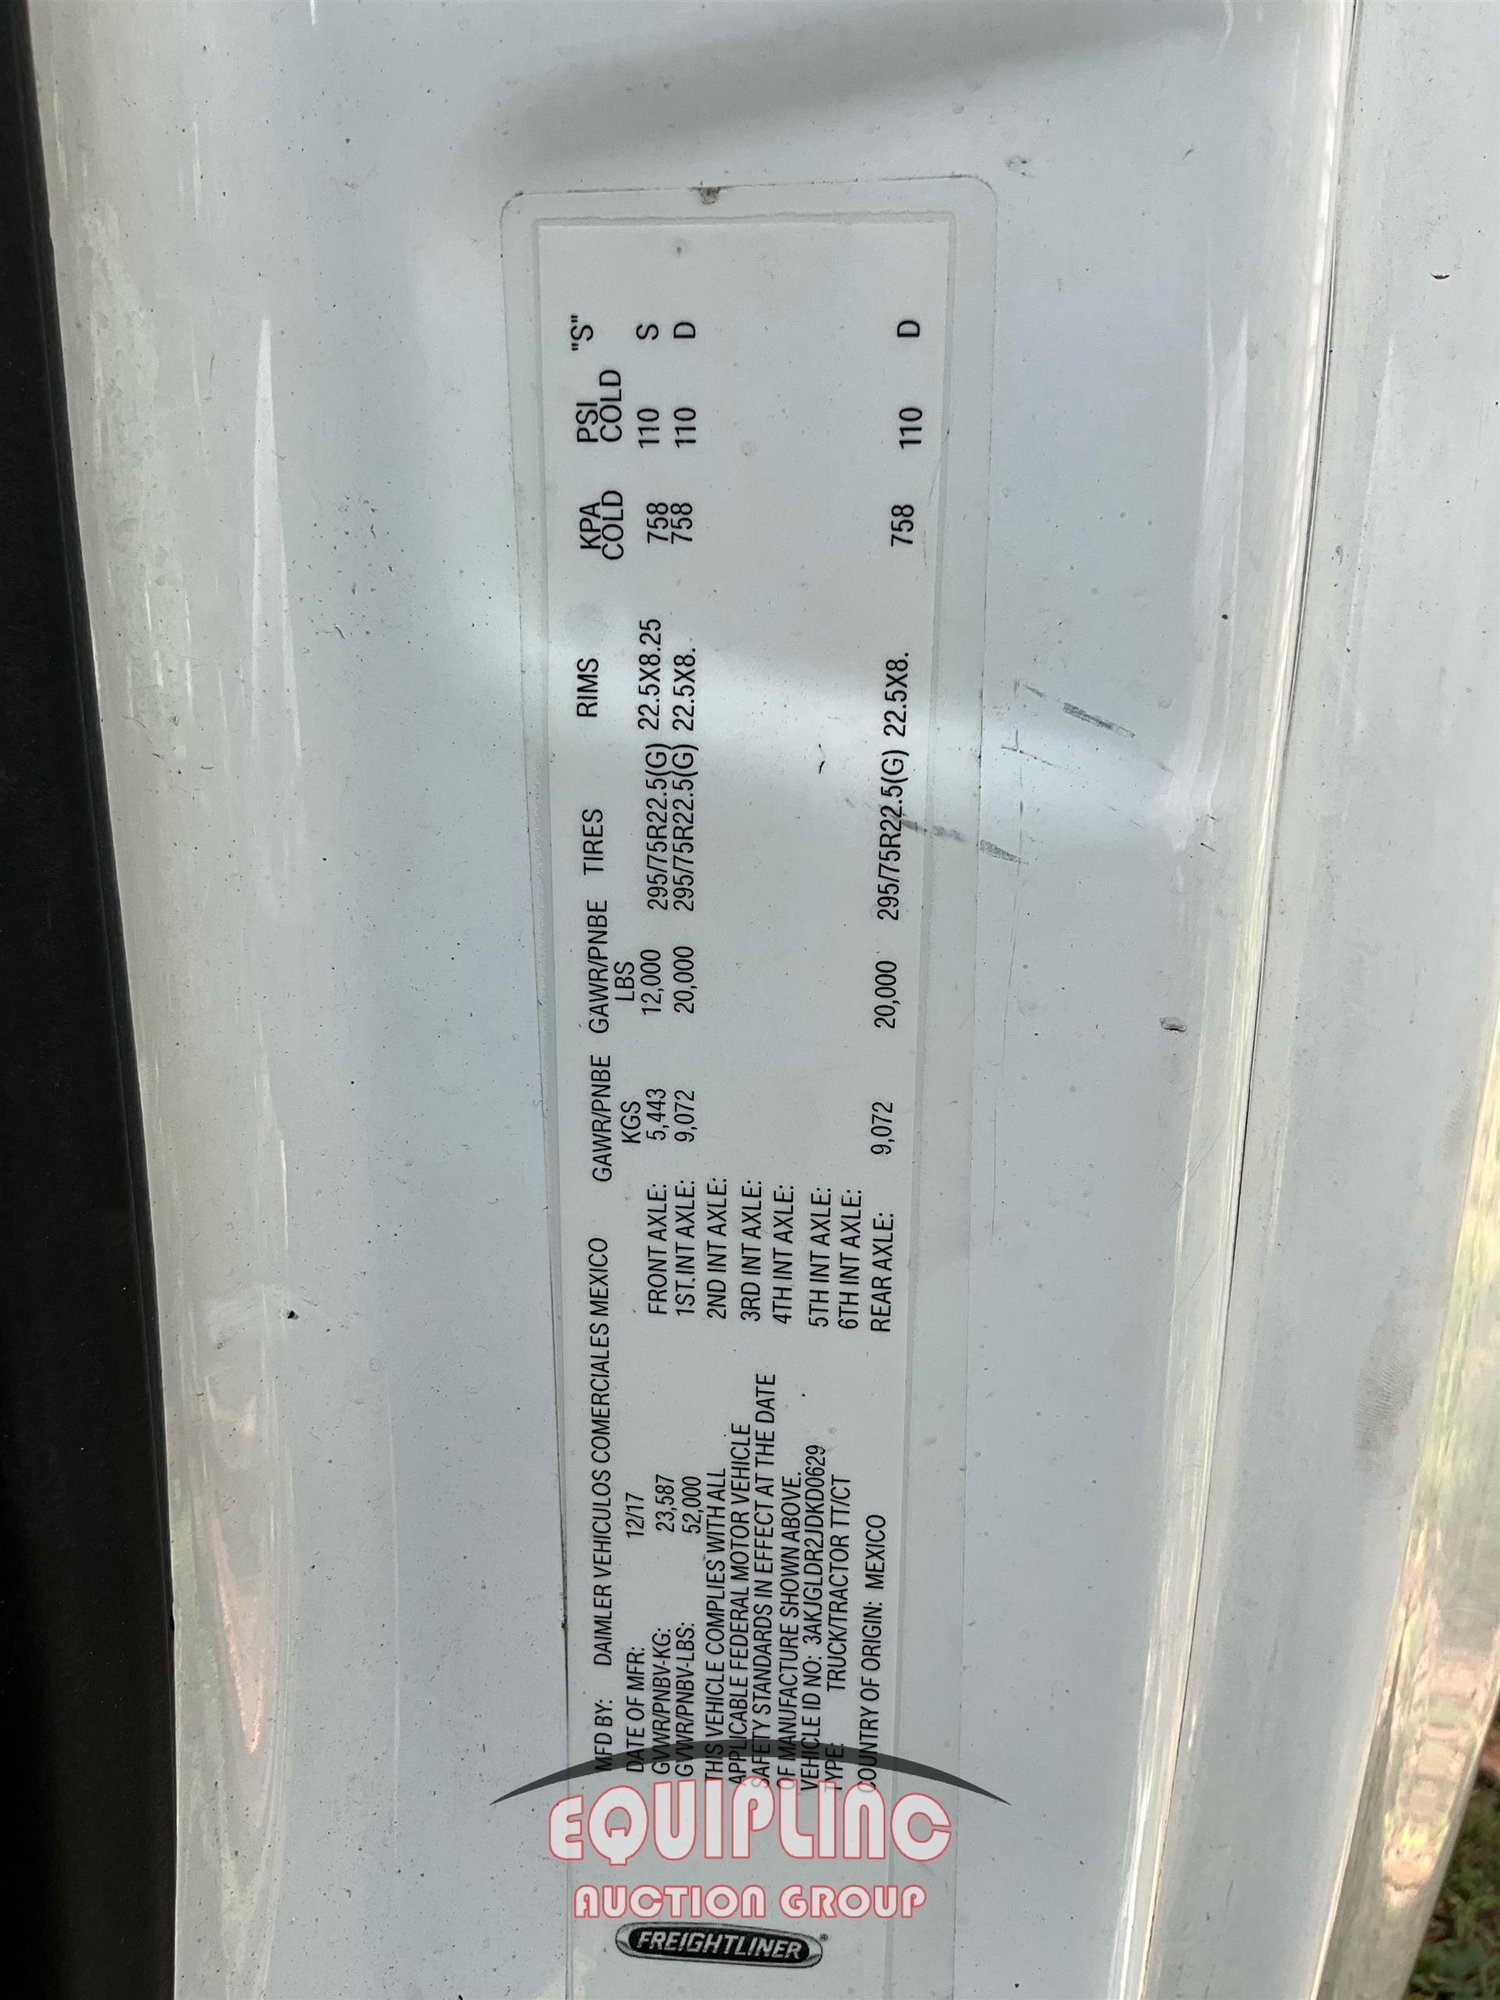 MFD BY: DAIMLER VEHICULOS COMERCIALES MEXICO
DATE OF MFR: 12/17
GVWR/PNBV-KG: 23,587
GVWR/PNBV-LBS: 52,000
THIS VEHICLE COMPLIES WITH ALL
APPLICABLE FEDERAL MOTOR VEHICLE
SAFETY STANDARDS IN EFFECT AT THE DATE
OF MANUFACTURE SHOWN ABOVE.
VEHICLE ID NO: 3AKJGLDR2JDKD0629
TYPE: TRUCK/TRACTOR TT/CT
COUNTRY OF ORIGIN: MEXICO
GAWR/PNBE GAWR/PNBE TIRES RIMS KPA PSI "S"
KGS LBS COLD COLD
FRONT AXLE: 5,443 12,000 295/75R22.5(G) 22.5X8.25 758 110 S
1ST.INT AXLE: 9,072 20,000 295/75R22.5(G) 22.5X8. 758 110 D
2ND INT AXLE:
3RD INT AXLE:
4TH INT AXLE:
5TH INT AXLE:
6TH INT AXLE:
REAR AXLE: 9,072 20,000 295/75R22.5(G) 22.5X8. 758 110 D
EQUIPLINC
AUCTION GROUP
FREIGHTLINER®